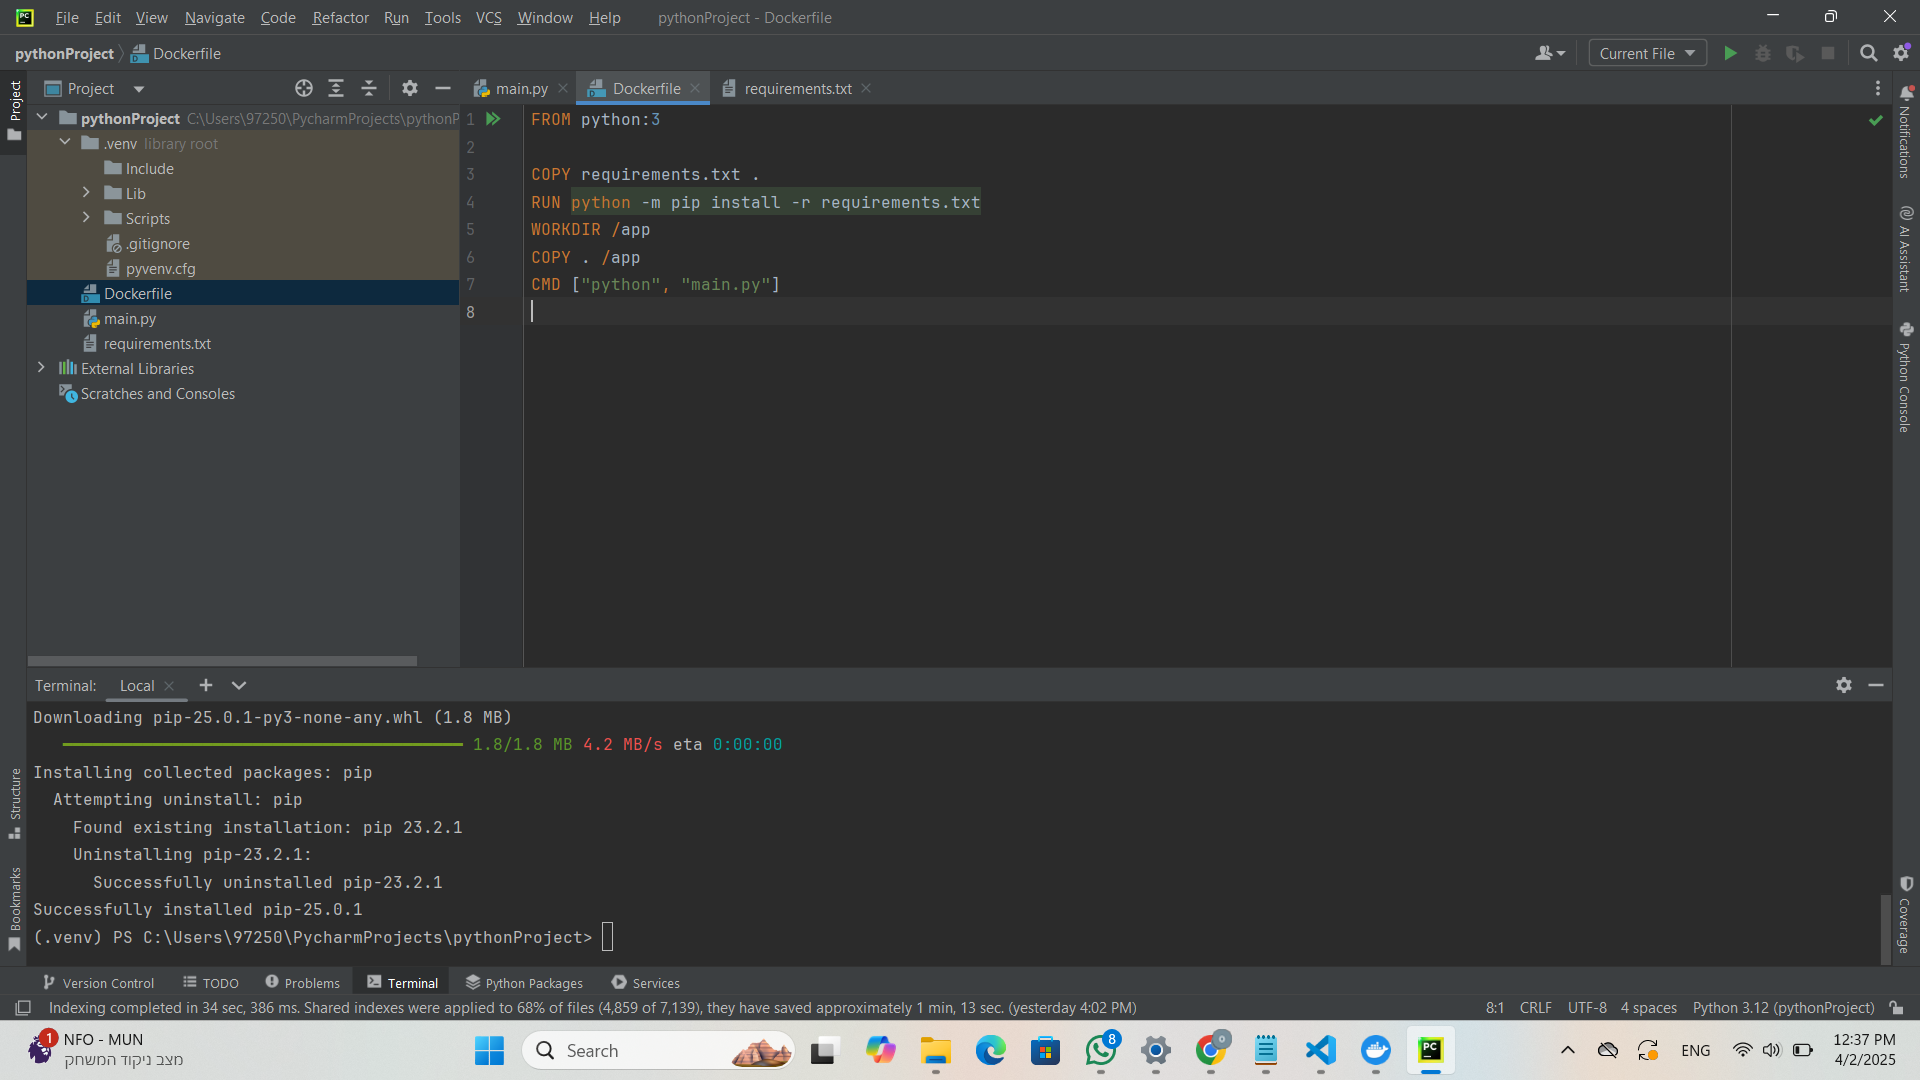 PC
File Edit View Navigate Code Refactor Run Tools VCS Window Help pythonProject - Dockerfile
pythonProject Dockerfile Current File
Project
Project
main.py Dockerfile requirements.txt
pythonProject C:\Users\97250\PycharmProjects\pythonP
.venv library root
Include
Lib
Scripts
.gitignore
pyvenv.cfg
Dockerfile
main.py
requirements.txt
External Libraries
Scratches and Consoles
1 FROM python:3
2
3 COPY requirements.txt .
4 RUN python -m pip install -r requirements.txt
5 WORKDIR /app
6 COPY . /app
7 CMD ["python", "main.py"]
8
Notifications
AI Assistant
Python Console
Coverage
Structure
Bookmarks
Terminal: Local
Downloading pip-25.0.1-py3-none-any.whl (1.8 MB)
1.8/1.8 MB 4.2 MB/s eta 0:00:00
Installing collected packages: pip
Attempting uninstall: pip
Found existing installation: pip 23.2.1
Uninstalling pip-23.2.1:
Successfully uninstalled pip-23.2.1
Successfully installed pip-25.0.1
(.venv) PS C:\Users\97250\PycharmProjects\pythonProject>
Version Control TODO Problems Terminal Python Packages Services
Indexing completed in 34 sec, 386 ms. Shared indexes were applied to 68% of files (4,859 of 7,139), they have saved approximately 1 min, 13 sec. (yesterday 4:02 PM) 8:1 CRLF UTF-8 4 spaces Python 3.12 (pythonProject)
1
NFO - MUN
מצב ניקוד המשחק
Search
8
0
PC
ENG
12:37 PM
4/2/2025